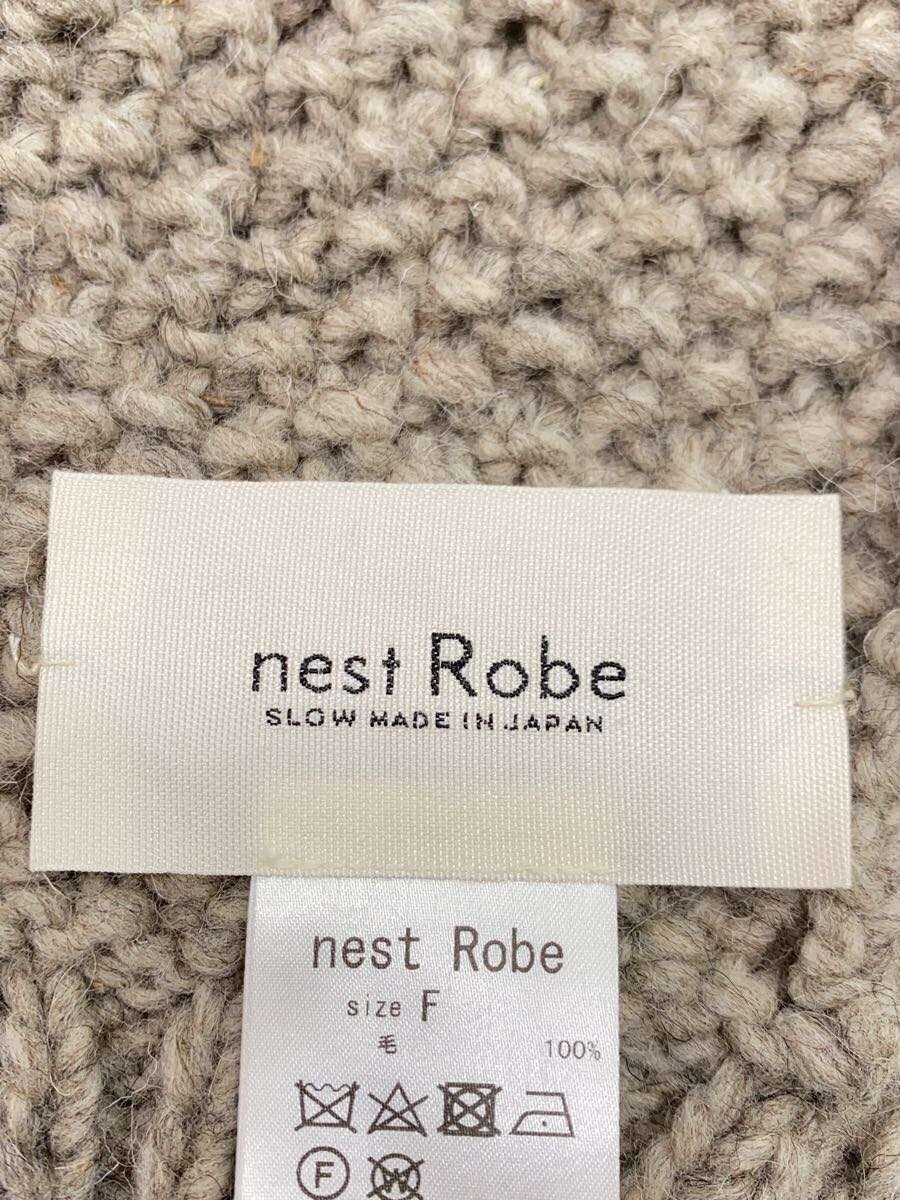 nest Robe
SLOW MADE IN JAPAN
nest Robe
size F
毛 100%
F W